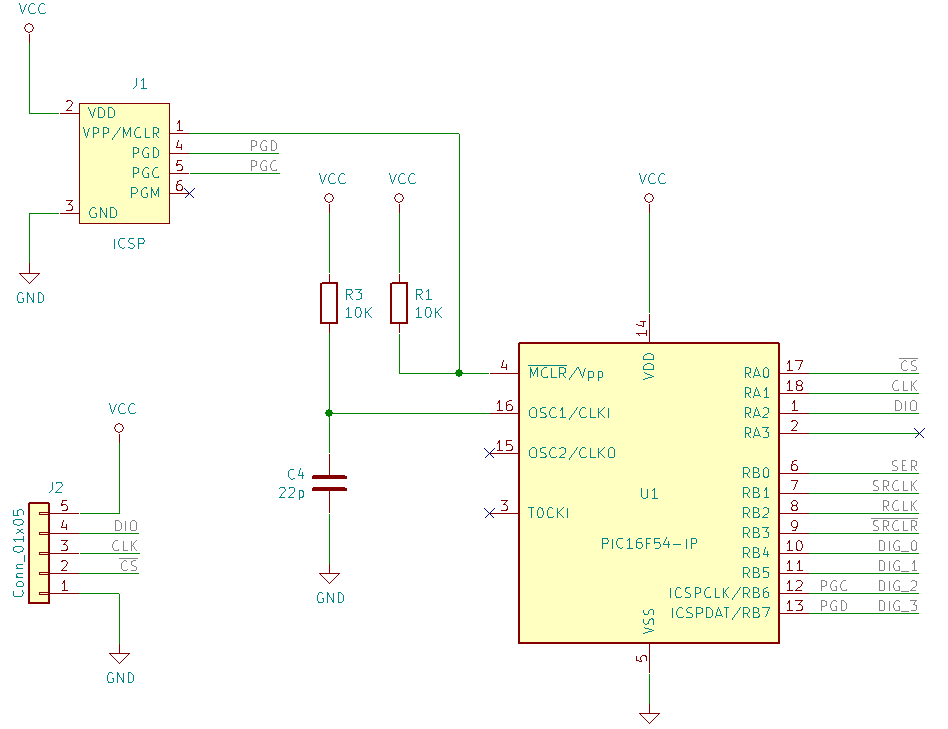 VCC
J1
2 VDD
VPP/MCLR 1
PGD 4 PGD
PGC 5 PGC
PGM 6
3 GND
ICSP
GND
VCC
VCC
R3
10K
R1
10K
C4
22p
GND
VCC
J2
Conn_01x05
5
4 DIO
3 CLK
2 CS
1
GND
VCC
14
VDD
4 MCLR/Vpp
16 OSC1/CLKI
15 OSC2/CLKO
3 T0CKI
U1
PIC16F54-IP
RA0 17 CS
RA1 18 CLK
RA2 1 DIO
RA3 2
RB0 6 SER
RB1 7 SRCLK
RB2 8 RCLK
RB3 9 SRCLR
RB4 10 DIG_0
RB5 11 DIG_1
ICSPCLK/RB6 12 PGC DIG_2
ICSPDAT/RB7 13 PGD DIG_3
VSS
5